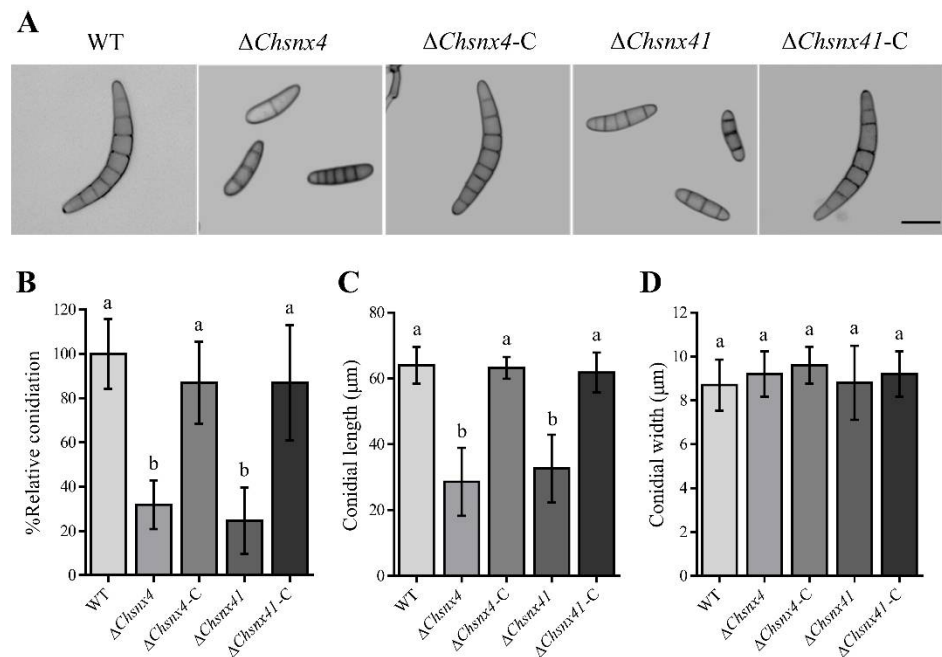 A
WT
ΔChsnx4
ΔChsnx4-C
ΔChsnx41
ΔChsnx41-C
B
%Relative conidiation
120
100
80
60
40
20
0
a
b
a
b
a
WT
ΔChsnx4
ΔChsnx4-C
ΔChsnx41
ΔChsnx41-C
C
Conidial length (μm)
80
60
40
20
0
a
b
a
b
a
WT
ΔChsnx4
ΔChsnx4-C
ΔChsnx41
ΔChsnx41-C
D
Conidial width (μm)
12
10
8
6
4
2
0
a
a
a
a
a
WT
ΔChsnx4
ΔChsnx4-C
ΔChsnx41
ΔChsnx41-C